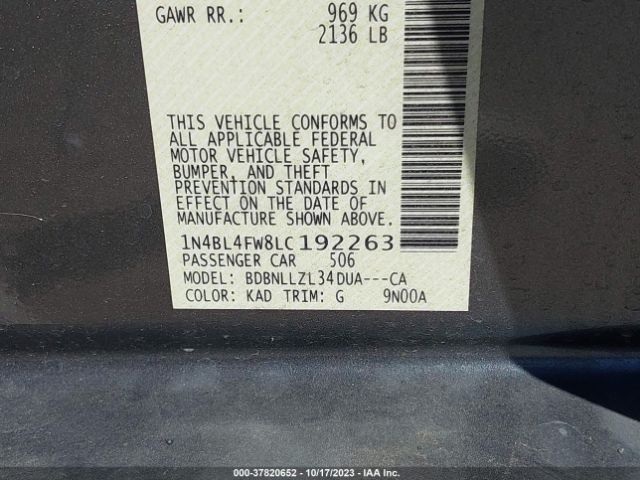 GAWR RR.: 969 KG
2136 LB
THIS VEHICLE CONFORMS TO
ALL APPLICABLE FEDERAL
MOTOR VEHICLE SAFETY,
BUMPER, AND THEFT
PREVENTION STANDARDS IN
EFFECT ON THE DATE OF
MANUFACTURE SHOWN ABOVE.
1N4BL4FW8LC192263
PASSENGER CAR 506
MODEL: BDBNLLZL34DUA---CA
COLOR: KAD TRIM: G 9N00A
000-37820652 - 10/17/2023 - IAA Inc.